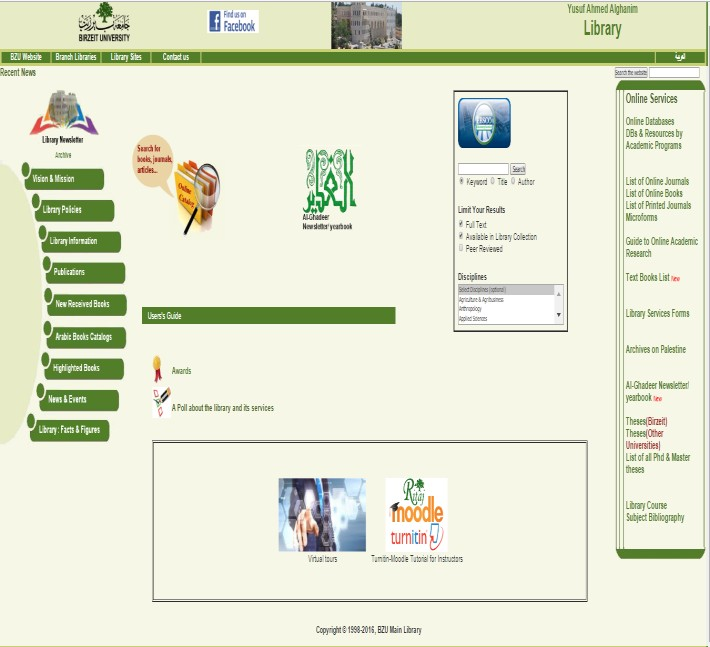 جامعة بيرزيت
BIRZEIT UNIVERSITY
Find us on
Facebook
Yusuf Ahmed Alghanim
Library
BZU Website
Branch Libraries
Library Sites
Contact us
العربية
Recent News
Search the website
Library Newsletter
Archive
Vision & Mission
Library Policies
Library Information
Publications
New Received Books
Arabic Books Catalogs
Highlighted Books
News & Events
Library : Facts & Figures
Search for
books, journals,
articles...
Online
Catalog
الغدير
Al-Ghadeer
Newsletter/ yearbook
Users's Guide
Awards
A Poll about the library and its services
EBSCO
Search
Keyword Title Author
Limit Your Results
Full Text
Available in Library Collection
Peer Reviewed
Disciplines
Select Disciplines (optional)
Agriculture & Agribusiness
Anthropology
Applied Sciences
Virtual tours
Ritaj
moodle
turnitin
Turnitin-Moodle Tutorial for Instructors
Online Services
Online Databases
DBs & Resources by
Academic Programs
List of Online Journals
List of Online Books
List of Printed Journals
Microforms
Guide to Online Academic
Research
Text Books List New
Library Services Forms
Archives on Palestine
Al-Ghadeer Newsletter/
yearbook New
Theses(Birzeit)
Theses(Other
Universities)
List of all Phd & Master
theses
Library Course
Subject Bibliography
Copyright © 1998-2016, BZU Main Library